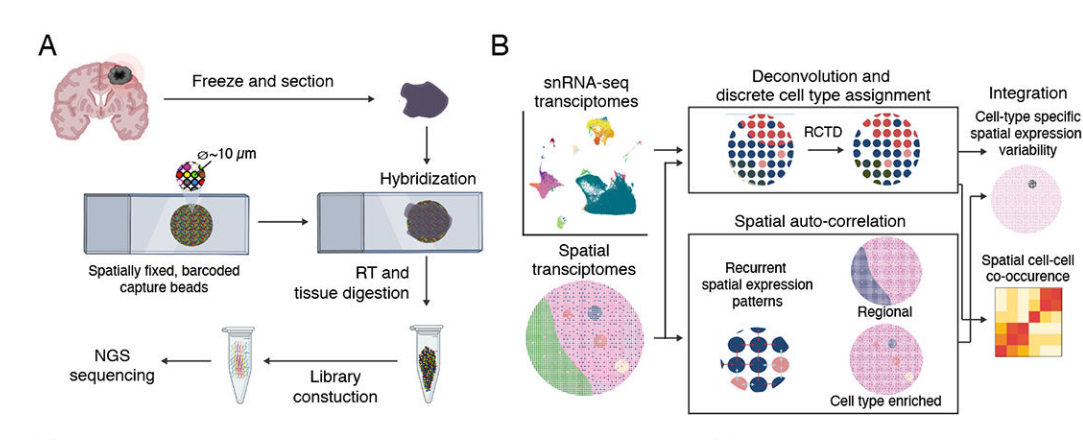 A
Freeze and section
Ø~10 µm
Hybridization
Spatially fixed, barcoded
capture beads
RT and
tissue digestion
NGS
sequencing
Library
constuction
B
snRNA-seq
transciptomes
Spatial
transciptomes
Deconvolution and
discrete cell type assignment
RCTD
Spatial auto-correlation
Recurrent
spatial expression
patterns
Regional
Cell type enriched
Integration
Cell-type specific
spatial expression
variability
Spatial cell-cell
co-occurence